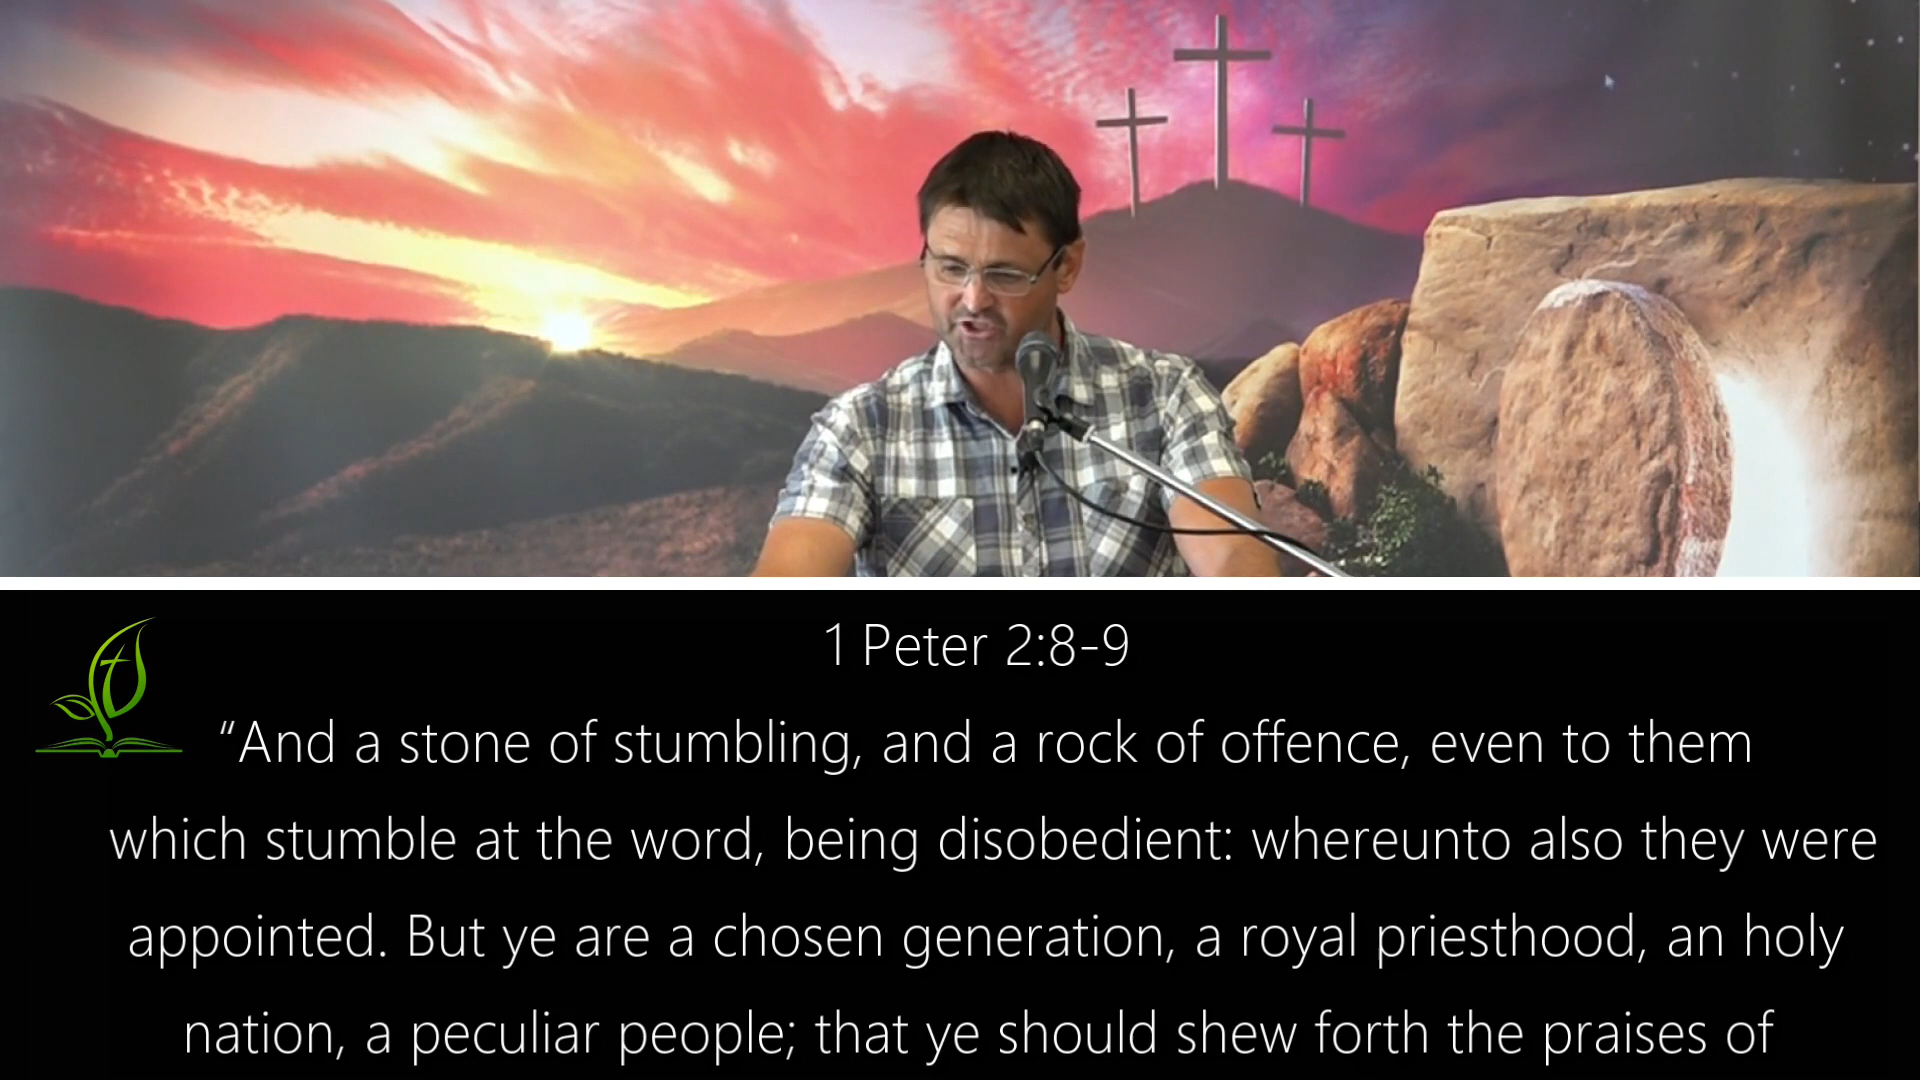 1 Peter 2:8-9
“And a stone of stumbling, and a rock of offence, even to them
which stumble at the word, being disobedient: whereunto also they were
appointed. But ye are a chosen generation, a royal priesthood, an holy
nation, a peculiar people; that ye should shew forth the praises of